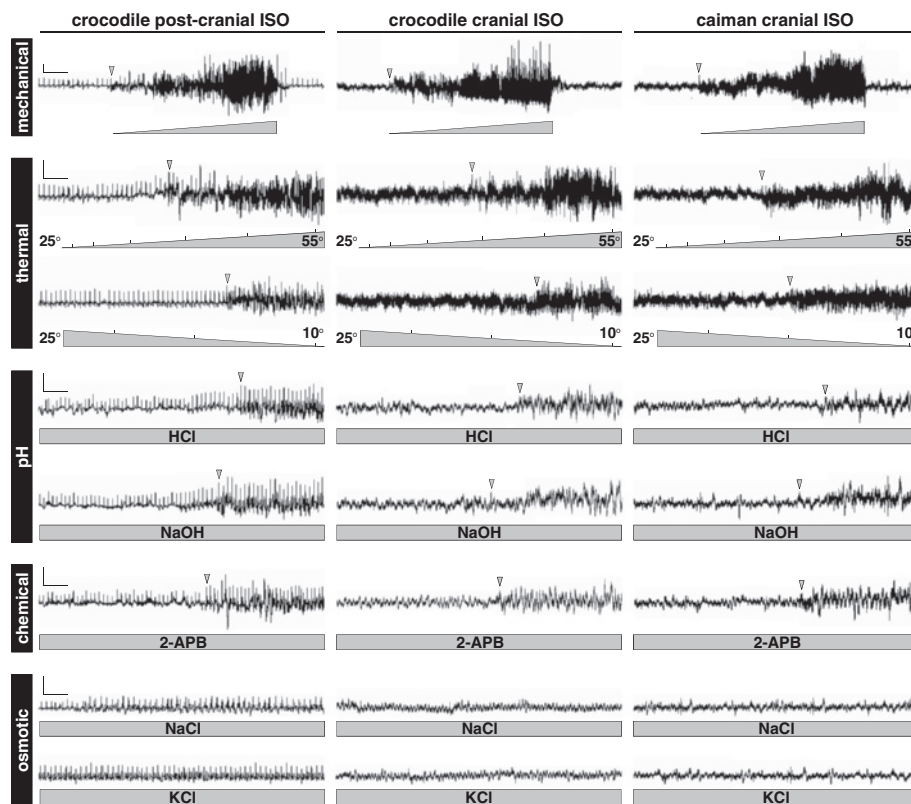 crocodile post-cranial ISO crocodile cranial ISO caiman cranial ISO
mechanical
thermal
25° 55° 25° 55° 25° 55
25° 10° 25° 10° 25° 10
pH
HCl HCl HCl
NaOH NaOH NaOH
chemical
2-APB 2-APB 2-APB
osmotic
NaCl NaCl NaCl
KCl KCl KCl